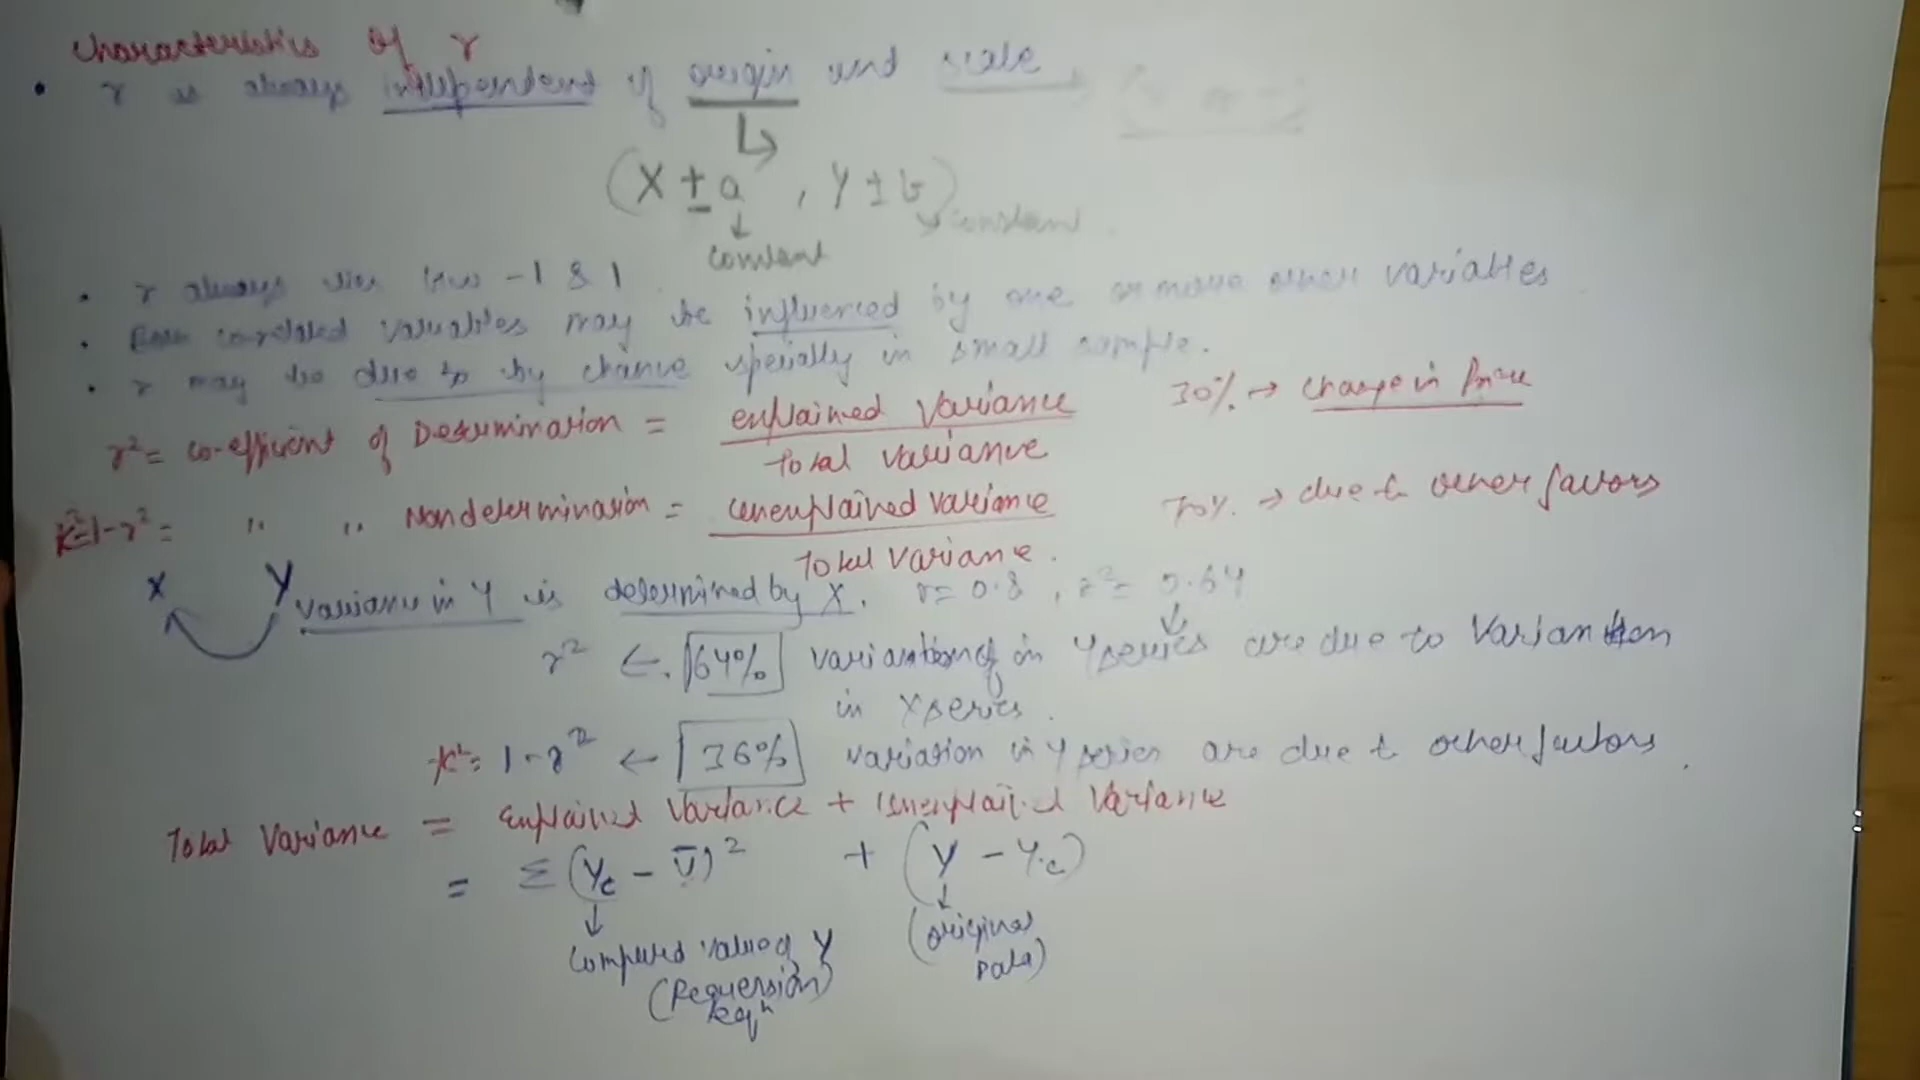 Characteristics of r
• r is always independent of origin and scale
(X ± a , Y ± b)
constant
constant
• r always lies btw -1 & 1
• correlated variables may be influenced by one or more other variables
• r may be due to by chance specially in small sample.
r² = co-efficient of Determination = explained variance / Total variance
30% → change in Price
K²=1-r² = " " Nondetermination = unexplained variance / Total variance.
70% → due to other factors
X Y
variance in Y is determined by X. r = 0.8 , r² = 0.64
r² ← 64% variation in Y series are due to variation
in X series.
K² = 1-r² ← 36% variation in Y series are due to other factors.
Total Variance = Explained Variance + Unexplained Variance
= Σ (Yc - Ȳ)² + (Y - Yc)
computed value of Y
(Regression
eqⁿ)
(original
Data)